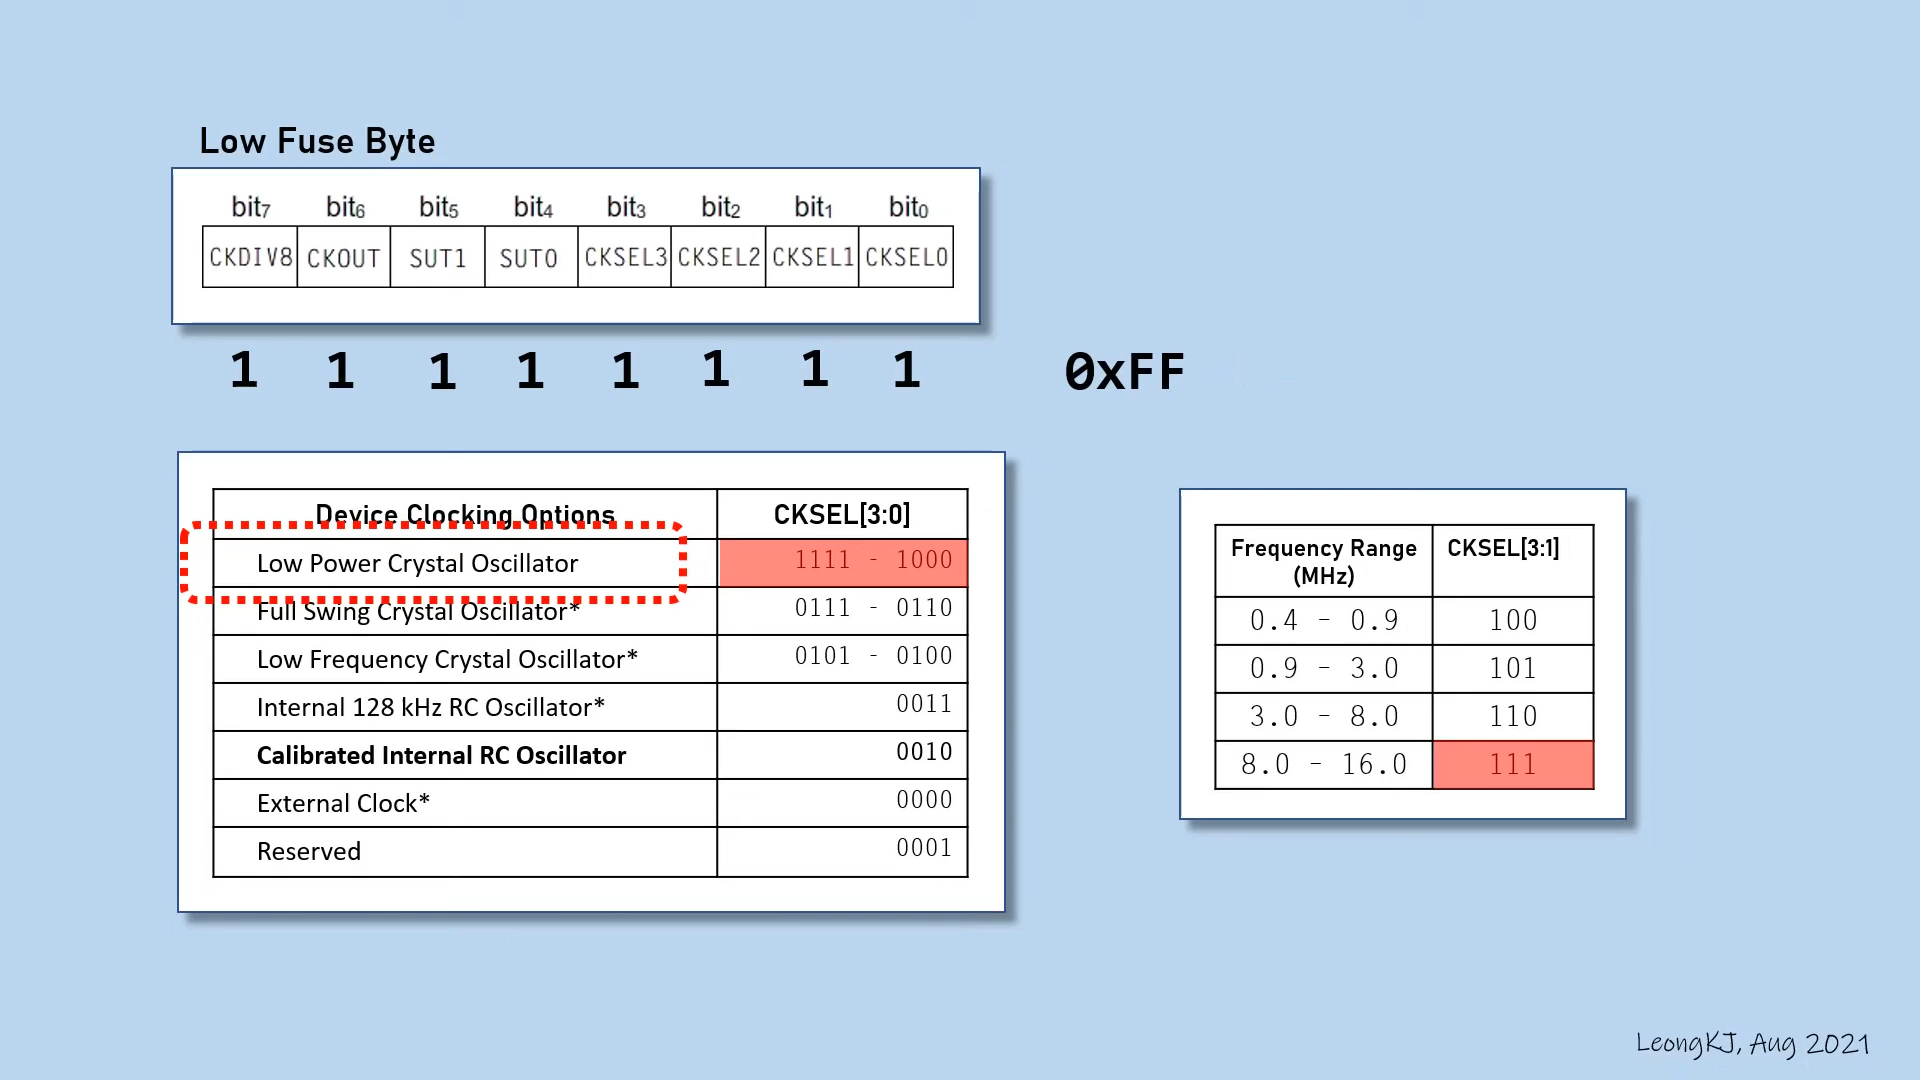 Low Fuse Byte
bit7 bit6 bit5 bit4 bit3 bit2 bit1 bit0
CKDIV8 CKOUT SUT1 SUT0 CKSEL3 CKSEL2 CKSEL1 CKSEL0
1 1 1 1 1 1 1 1 0xFF
Device Clocking Options CKSEL[3:0]
Low Power Crystal Oscillator 1111 - 1000
Full Swing Crystal Oscillator* 0111 - 0110
Low Frequency Crystal Oscillator* 0101 - 0100
Internal 128 kHz RC Oscillator* 0011
Calibrated Internal RC Oscillator 0010
External Clock* 0000
Reserved 0001
Frequency Range CKSEL[3:1]
(MHz)
0.4 - 0.9 100
0.9 - 3.0 101
3.0 - 8.0 110
8.0 - 16.0 111
LeongKJ, Aug 2021